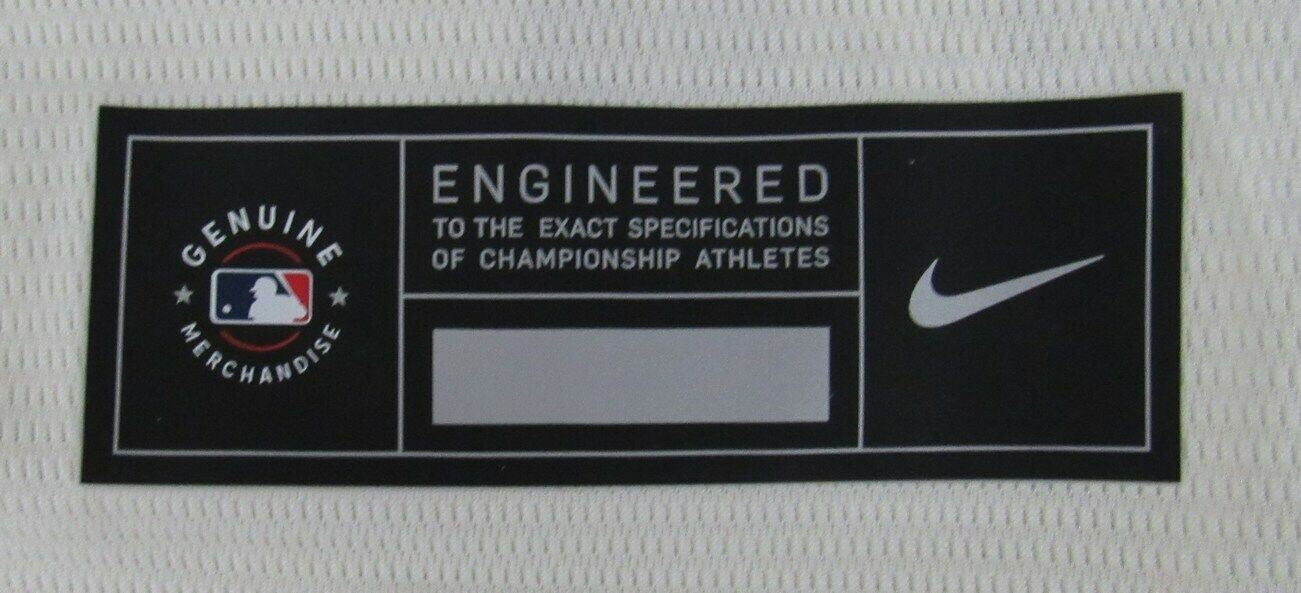 GENUINE
MERCHANDISE
ENGINEERED
TO THE EXACT SPECIFICATIONS
OF CHAMPIONSHIP ATHLETES